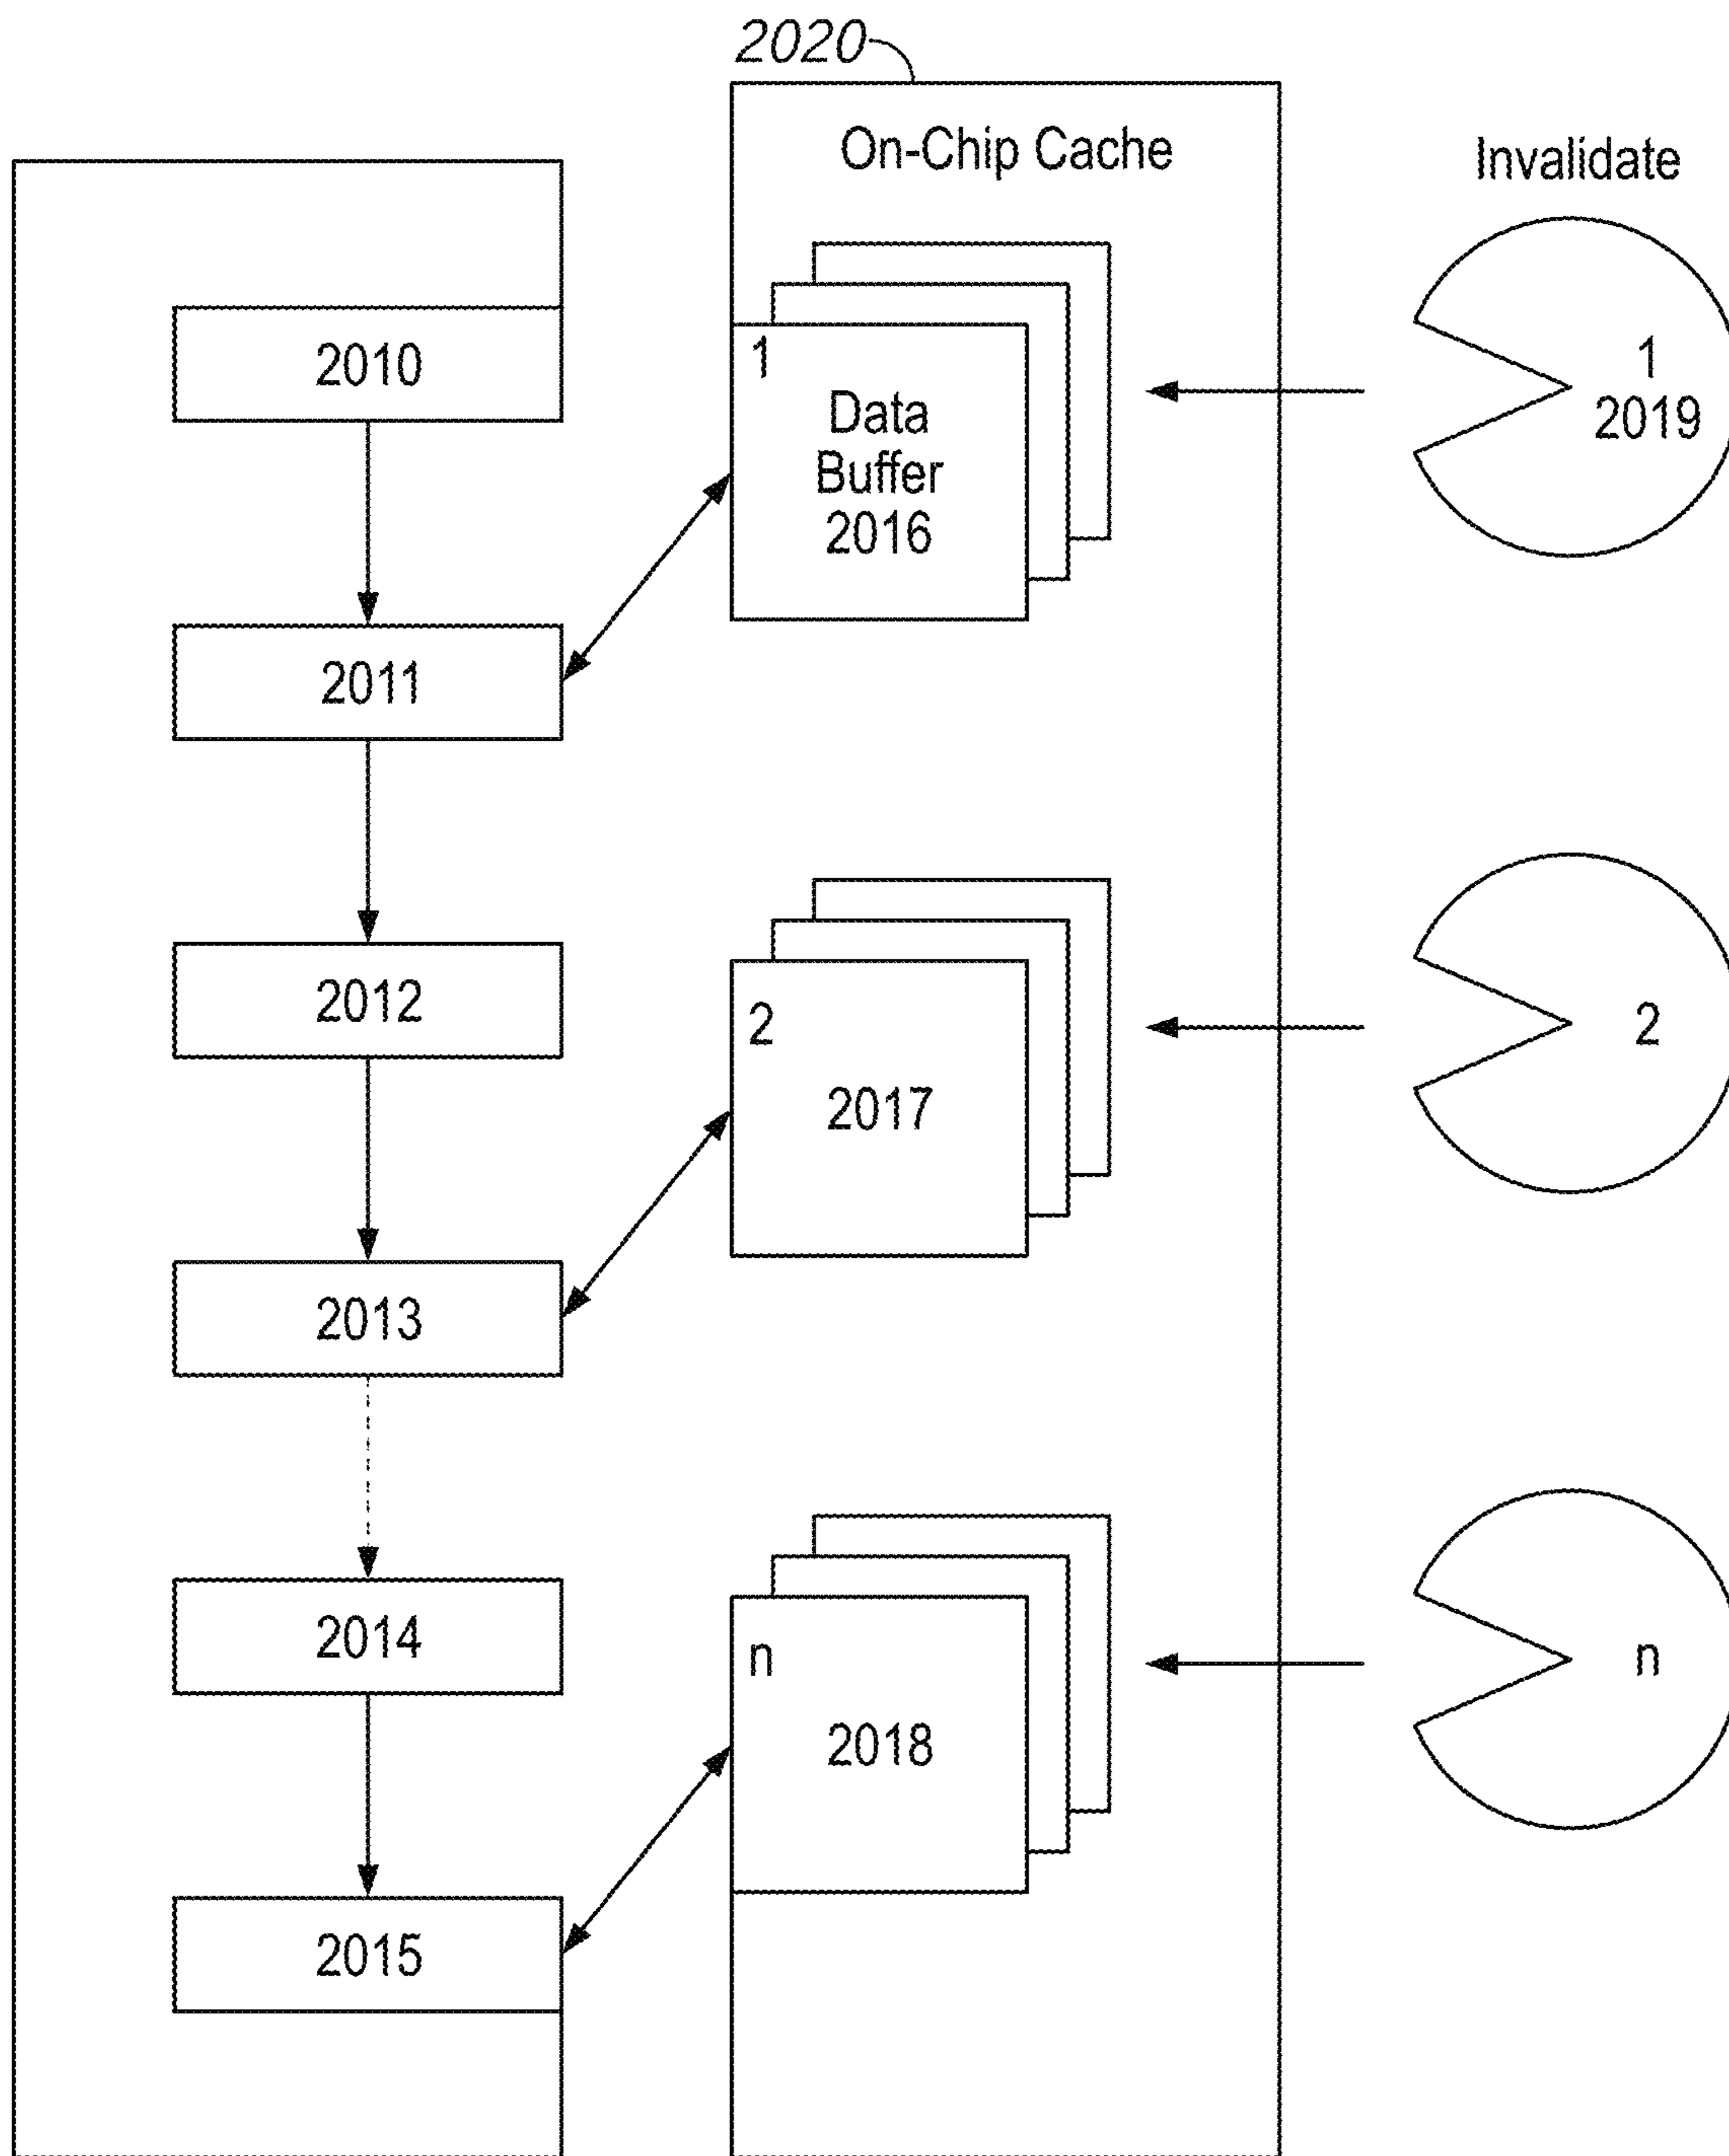 2020
On-Chip Cache
Invalidate
2010
1
Data
Buffer
2016
1
2019
2011
2012
2
2017
2
2013
2014
n
2018
n
2015